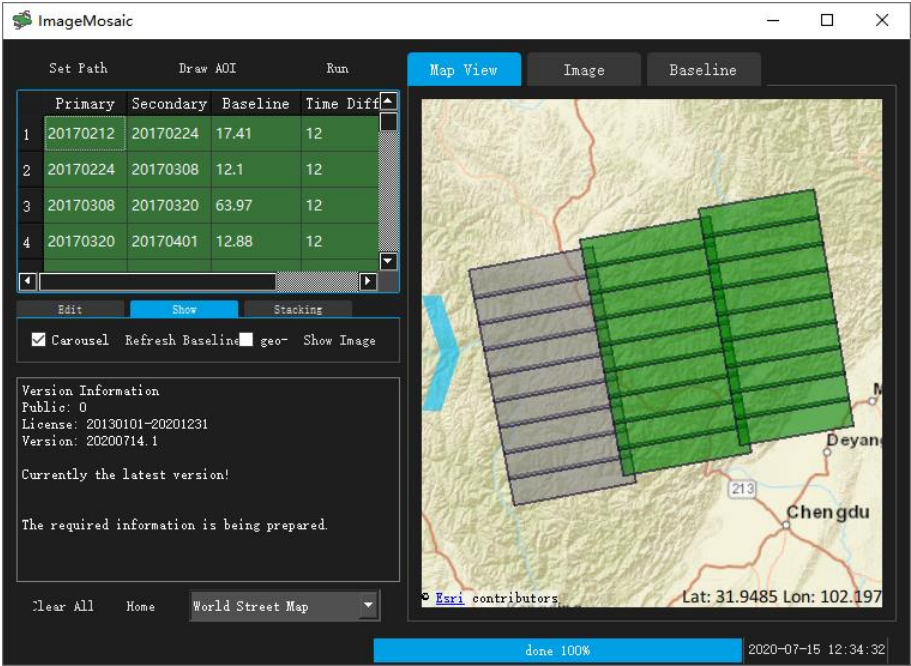 ImageMosaic
Set Path Draw AOI Run
Primary Secondary Baseline Time Diff
1 20170212 20170224 17.41 12
2 20170224 20170308 12.1 12
3 20170308 20170320 63.97 12
4 20170320 20170401 12.88 12
Edit Show Stacking
Carousel Refresh Baseline geo- Show Image
Version Information
Public: 0
License: 20130101-20201231
Version: 20200714.1
Currently the latest version!
The required information is being prepared.
Clear All Home World Street Map
Map View Image Baseline
M
Deyan
213
Chengdu
© Esri contributors
Lat: 31.9485 Lon: 102.197
done 100%
2020-07-15 12:34:32